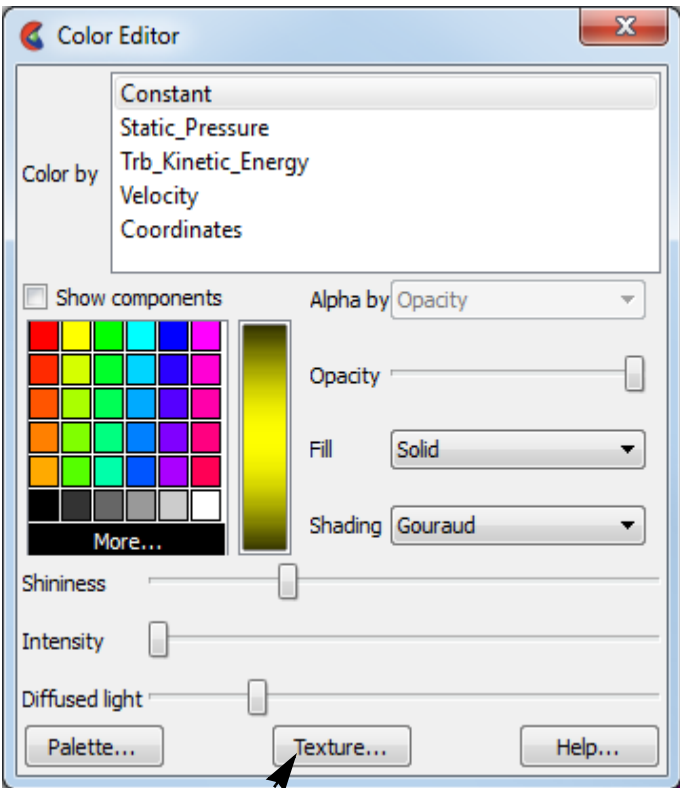 Color Editor
Constant
Static_Pressure
Trb_Kinetic_Energy
Velocity
Coordinates
Color by
Show components
Alpha by Opacity
Opacity
Fill Solid
Shading Gouraud
More...
Shininess
Intensity
Diffused light
Palette... Texture... Help...